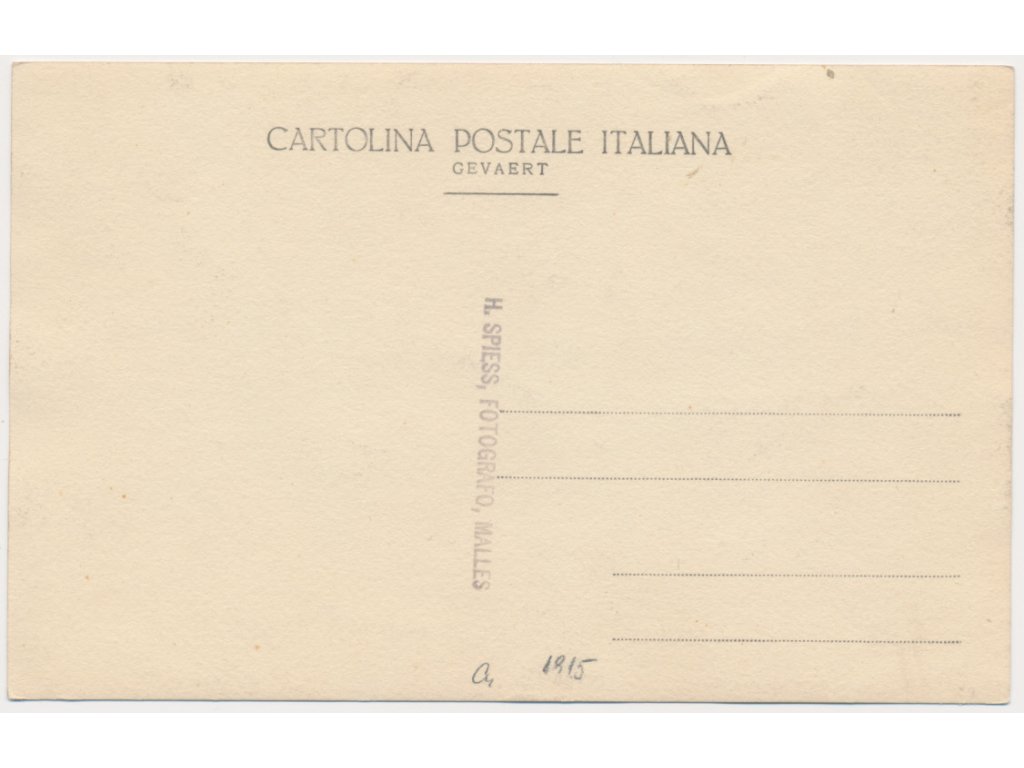 CARTOLINA POSTALE ITALIANA
GEVAERT
H. SPIESS, FOTOGRAFO, MALLES
1915